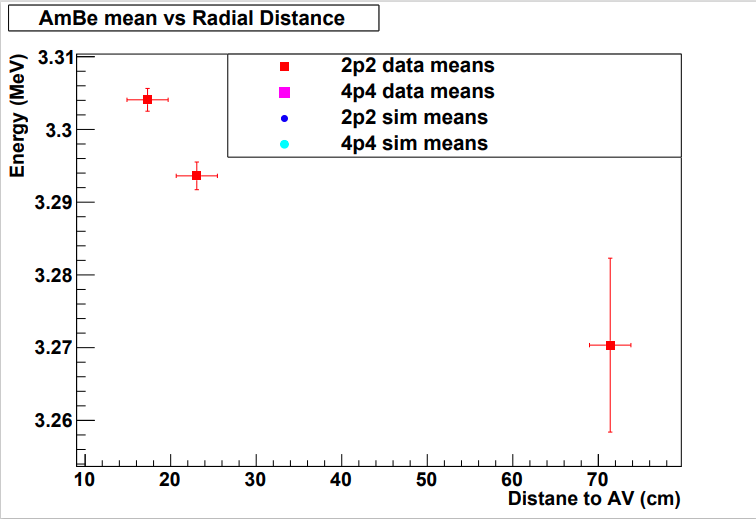 AmBe mean vs Radial Distance
Energy (MeV)
3.31
3.3
3.29
3.28
3.27
3.26
2p2 data means
4p4 data means
2p2 sim means
4p4 sim means
10 20 30 40 50 60 70
Distane to AV (cm)